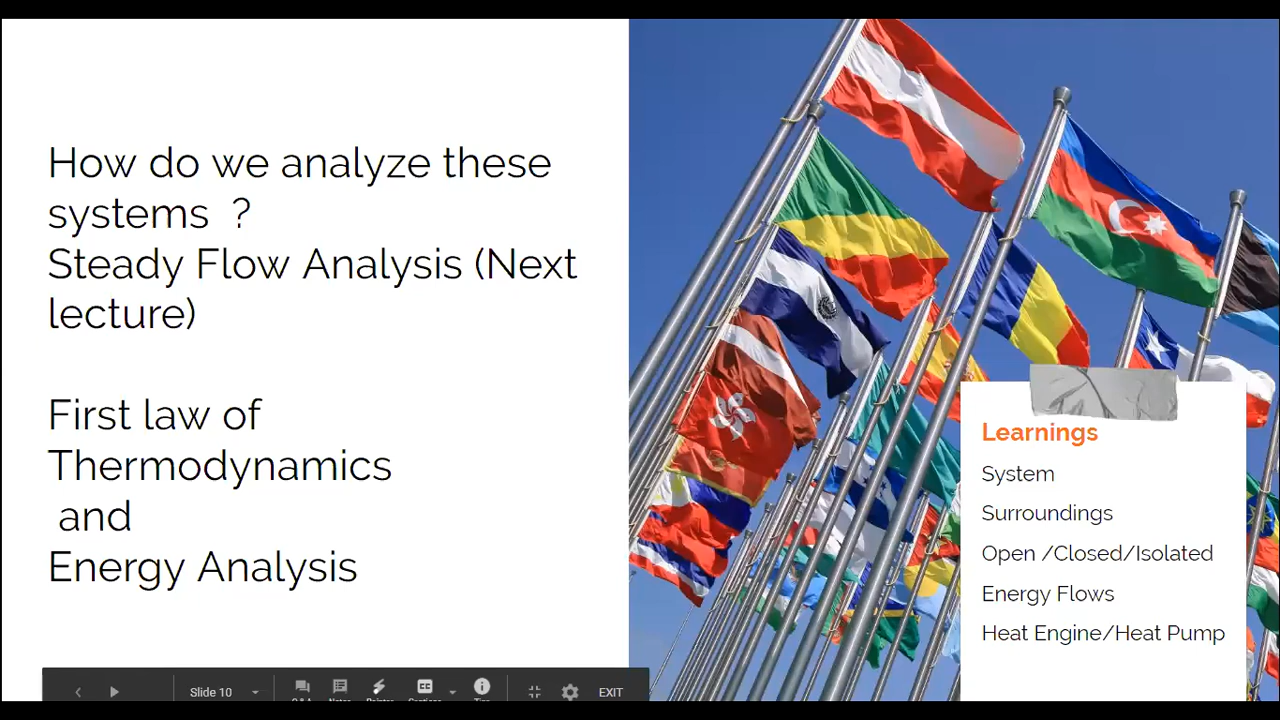 How do we analyze these
systems ?
Steady Flow Analysis (Next
lecture)
First law of
Thermodynamics
and
Energy Analysis
Learnings
System
Surroundings
Open /Closed/Isolated
Energy Flows
Heat Engine/Heat Pump
Slide 10
EXIT